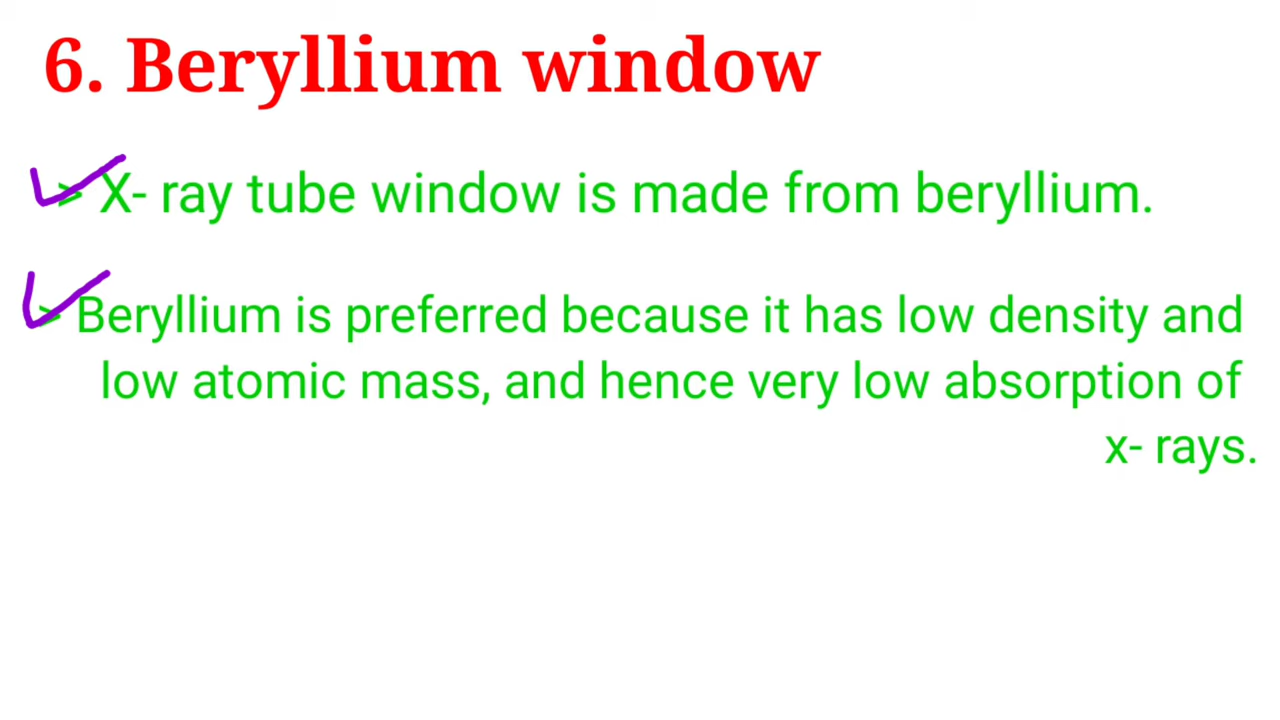 6. Beryllium window
> X- ray tube window is made from beryllium.
> Beryllium is preferred because it has low density and
low atomic mass, and hence very low absorption of
x- rays.